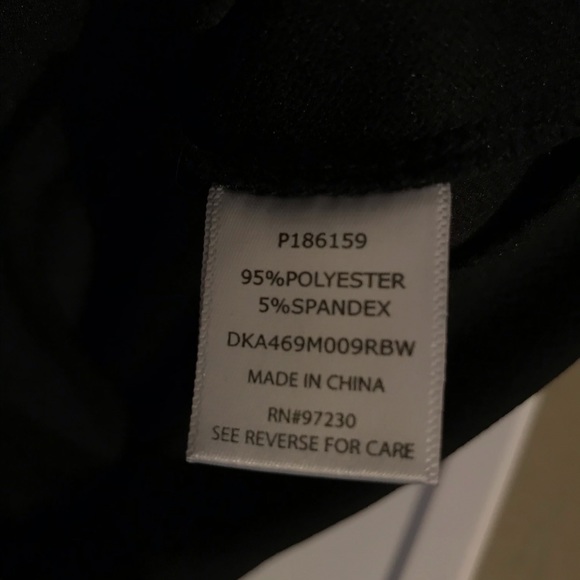 P186159
95%POLYESTER
5%SPANDEX
DKA469M009RBW
MADE IN CHINA
RN#97230
SEE REVERSE FOR CARE